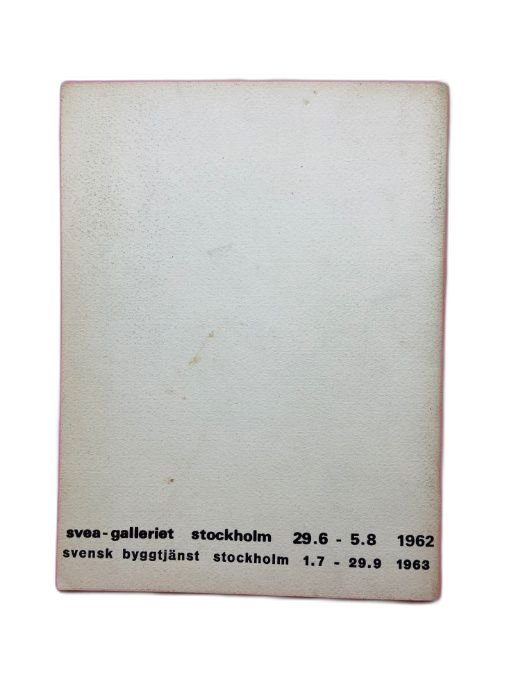 svea-galleriet stockholm 29.6 - 5.8 1962
svensk byggtjänst stockholm 1.7 - 29.9 1963